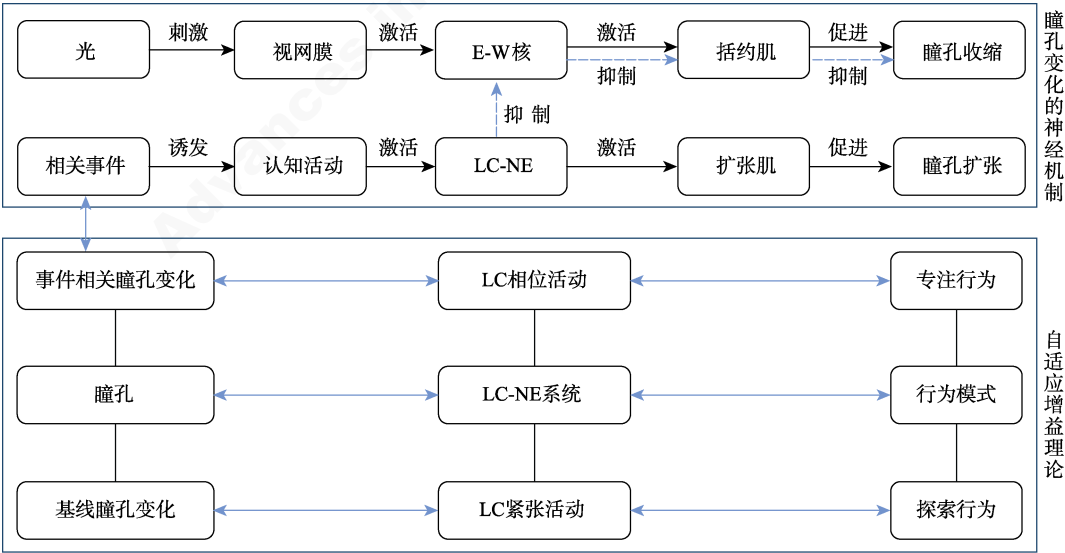 光
刺激
视网膜
激活
E-W核
激活
抑制
括约肌
促进
抑制
瞳孔收缩
抑 制
相关事件
诱发
认知活动
激活
LC-NE
激活
扩张肌
促进
瞳孔扩张
瞳孔变化的神经机制
事件相关瞳孔变化
LC相位活动
专注行为
瞳孔
LC-NE系统
行为模式
基线瞳孔变化
LC紧张活动
探索行为
自适应增益理论
Advances in